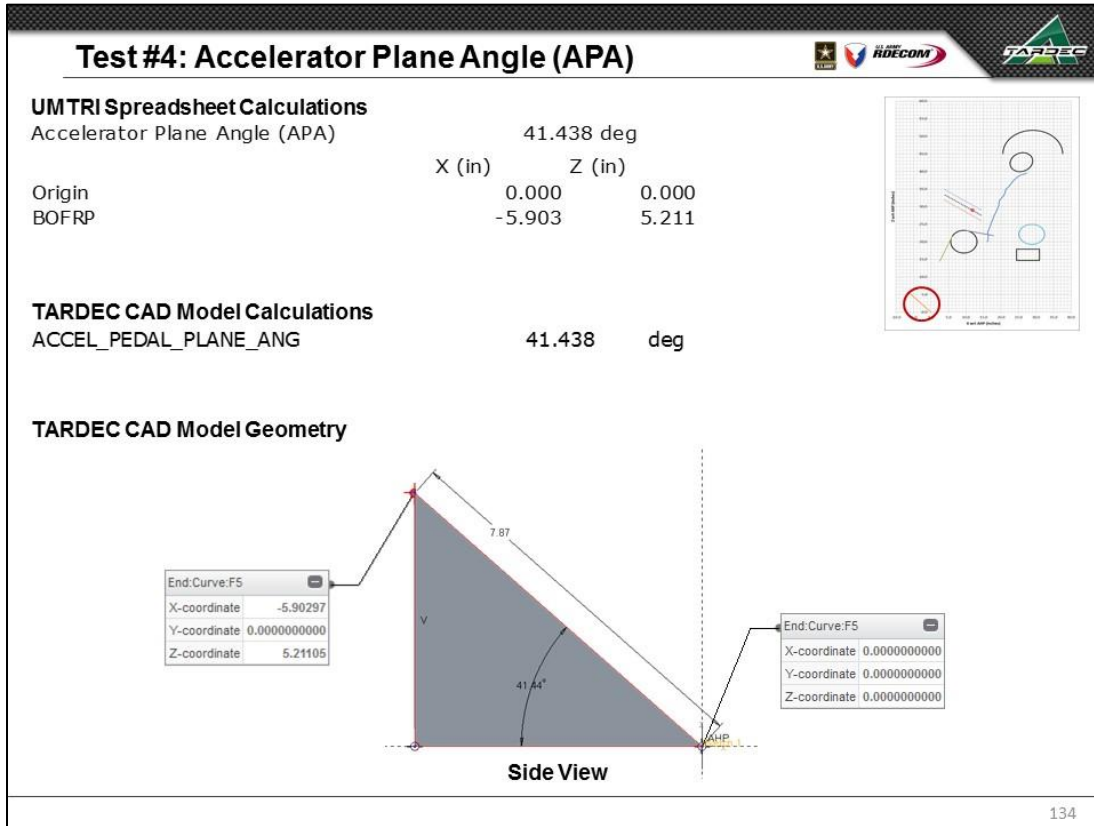 Test #4: Accelerator Plane Angle (APA)
U.S. ARMY
U.S. ARMY
RDECOM
TARDEC
UMTRI Spreadsheet Calculations
Accelerator Plane Angle (APA) 41.438 deg
X (in) Z (in)
Origin 0.000 0.000
BOFRP -5.903 5.211
TARDEC CAD Model Calculations
ACCEL_PEDAL_PLANE_ANG 41.438 deg
TARDEC CAD Model Geometry
7.87
End:Curve:F5
X-coordinate -5.90297
Y-coordinate 0.0000000000
Z-coordinate 5.21105
V
41.44°
End:Curve:F5
X-coordinate 0.0000000000
Y-coordinate 0.0000000000
Z-coordinate 0.0000000000
AHP
Side View
134